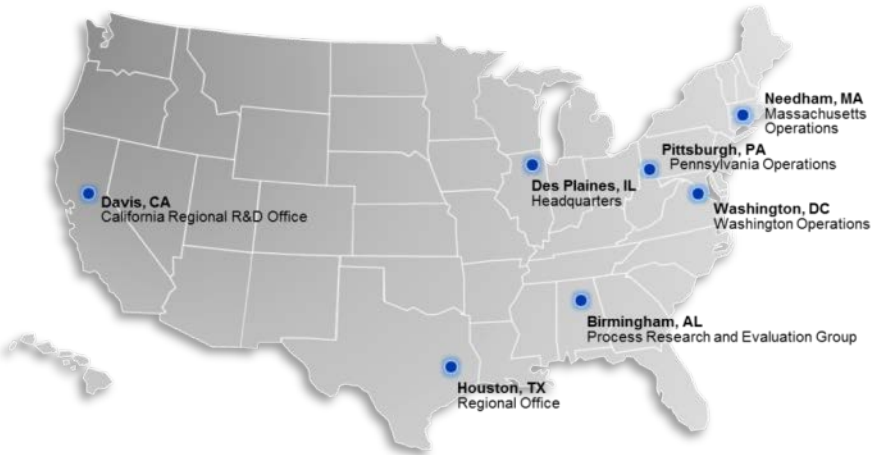 Needham, MA
Massachusetts
Operations
Pittsburgh, PA
Pennsylvania Operations
Des Plaines, IL
Headquarters
Davis, CA
California Regional R&D Office
Washington, DC
Washington Operations
Birmingham, AL
Process Research and Evaluation Group
Houston, TX
Regional Office